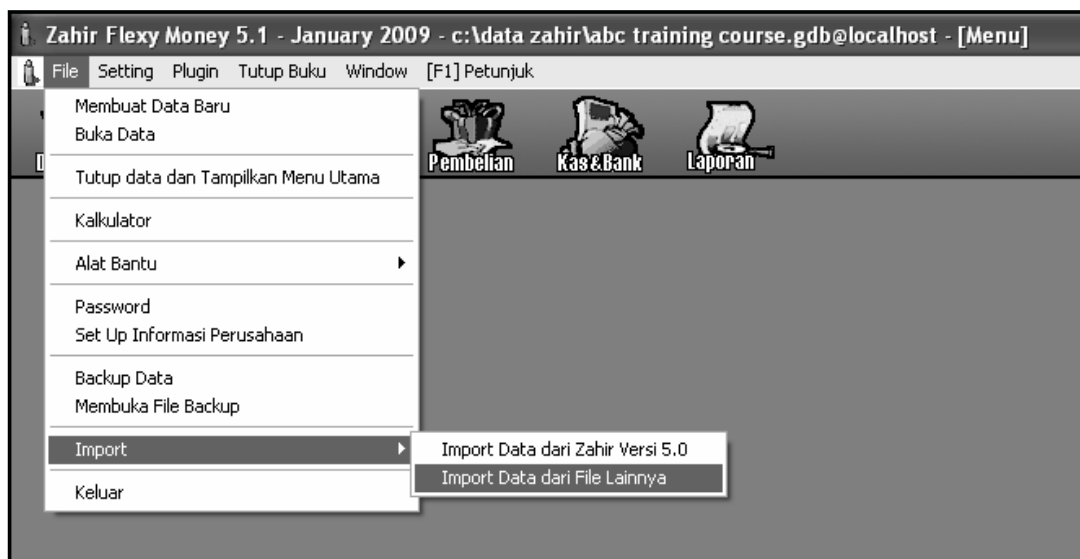 Zahir Flexy Money 5.1 - January 2009 - c:\data zahir\abc training course.gdb@localhost - [Menu]
File Setting Plugin Tutup Buku Window [F1] Petunjuk
Membuat Data Baru
Buka Data
Pembelian Kas&Bank Laporan
Tutup data dan Tampilkan Menu Utama
Kalkulator
Alat Bantu
Password
Set Up Informasi Perusahaan
Backup Data
Membuka File Backup
Import
Import Data dari Zahir Versi 5.0
Import Data dari File Lainnya
Keluar